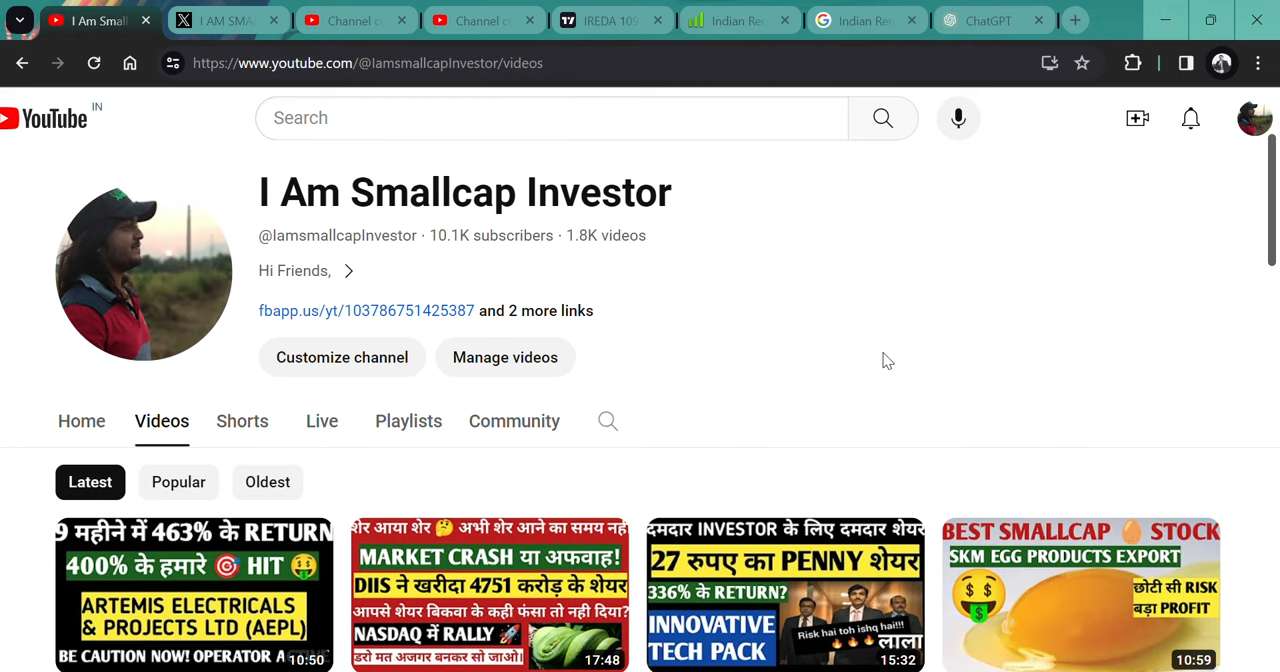 I Am Small
I AM SMA
Channel c
Channel c
IREDA 109
Indian Re
Indian Re
ChatGPT
https://www.youtube.com/@IamsmallcapInvestor/videos
YouTube IN
Search
I Am Smallcap Investor
@IamsmallcapInvestor · 10.1K subscribers · 1.8K videos
Hi Friends,
fbapp.us/yt/103786751425387 and 2 more links
Customize channel
Manage videos
Home
Videos
Shorts
Live
Playlists
Community
Latest
Popular
Oldest
9 महीने में 463% के RETURN
400% के हमारे 🎯 HIT 🤑
ARTEMIS ELECTRICALS
& PROJECTS LTD (AEPL)
BE CAUTION NOW! OPERATOR
10:50
शेर आया शेर 🤔 अभी शेर आने का समय नही
MARKET CRASH या अफवाह!
DIIS ने खरीदा 4751 करोड़ के शेयर
आपसे शेयर बिकवा के कही फंसा तो नही दिया?
NASDAQ में RALLY 🚀
डरो मत अजगर बनकर सो जाओ।
17:48
दमदार INVESTOR के लिए दमदार शेयर
27 रुपए का PENNY शेयर
336% के RETURN?
Risk hai toh ishq hai!!!
INNOVATIVE
TECH PACK
लाला
15:32
BEST SMALLCAP 🥚 STOCK
SKM EGG PRODUCTS EXPORT
छोटी सी RISK
बड़ा PROFIT
10:59